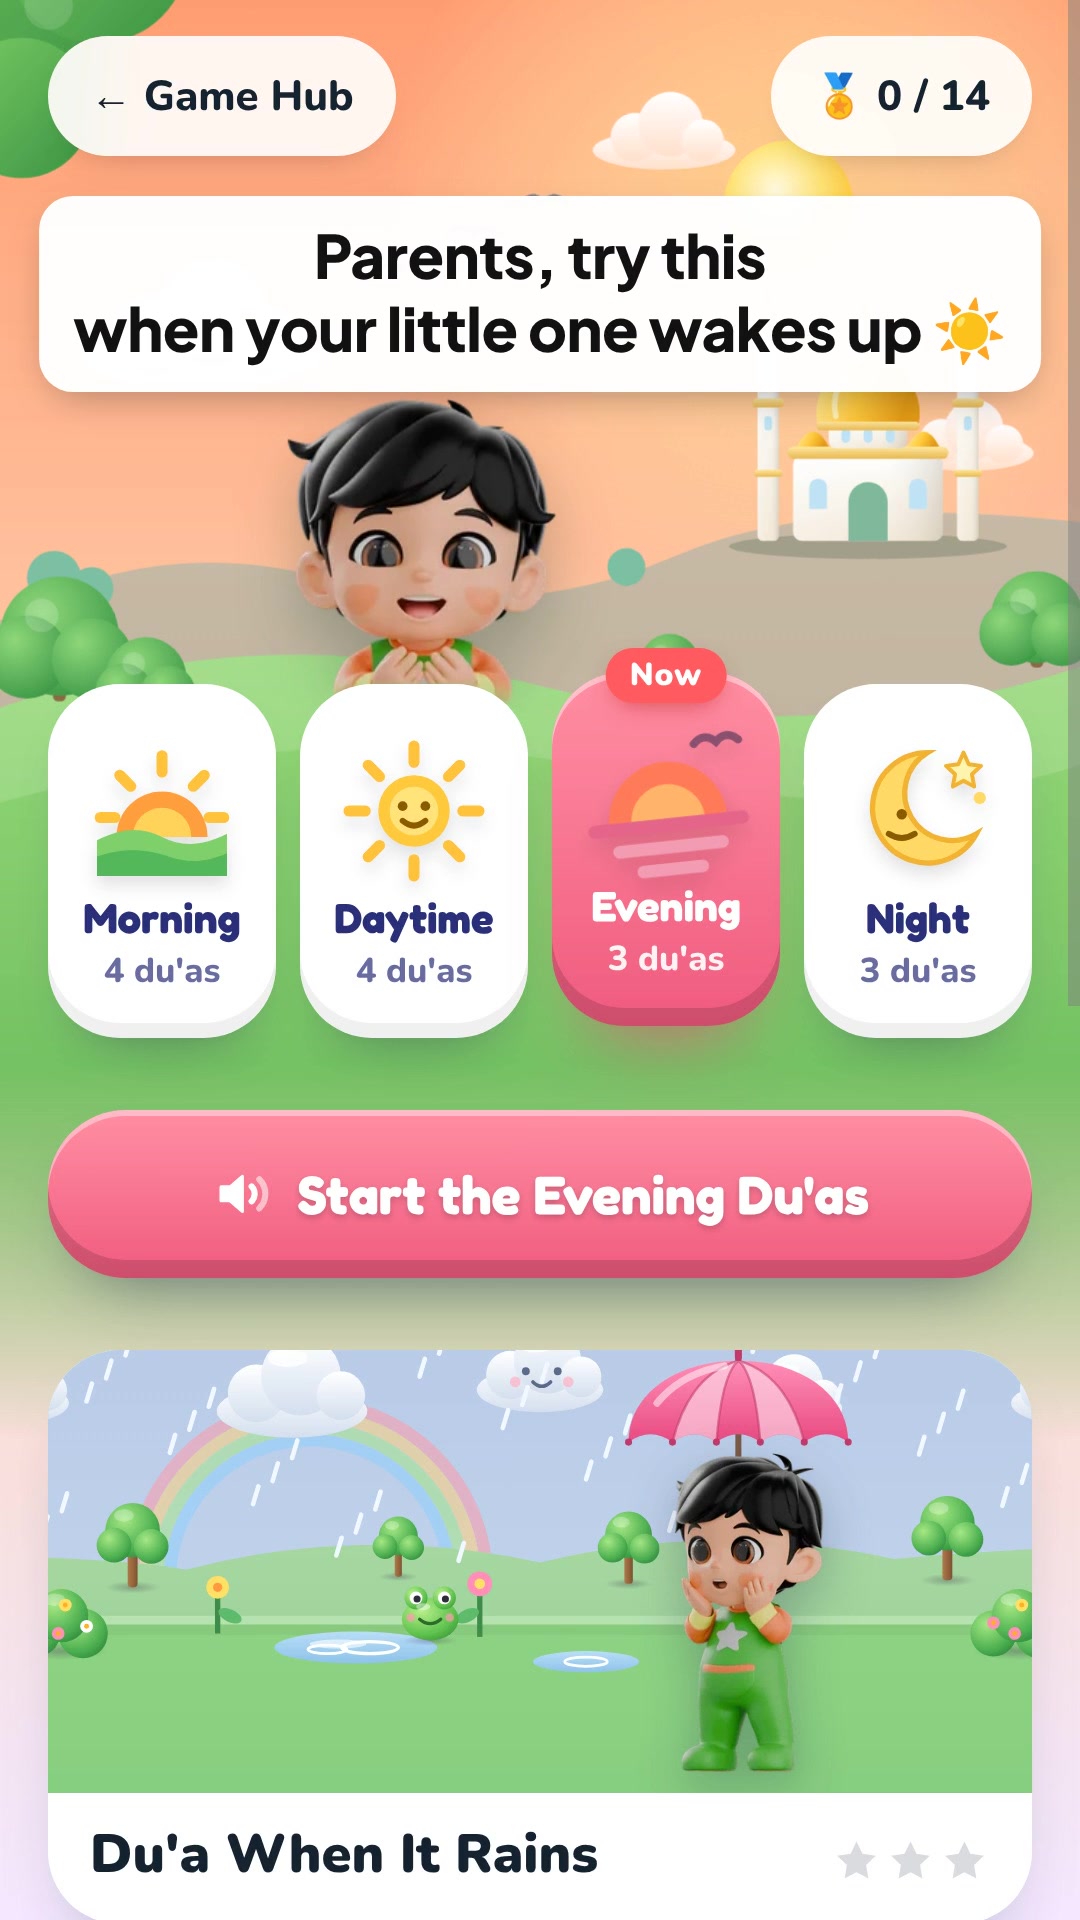 ← Game Hub
🏅 0 / 14
Parents, try this
when your little one wakes up ☀️
Now
Morning
4 du'as
Daytime
4 du'as
Evening
3 du'as
Night
3 du'as
Start the Evening Du'as
Du'a When It Rains